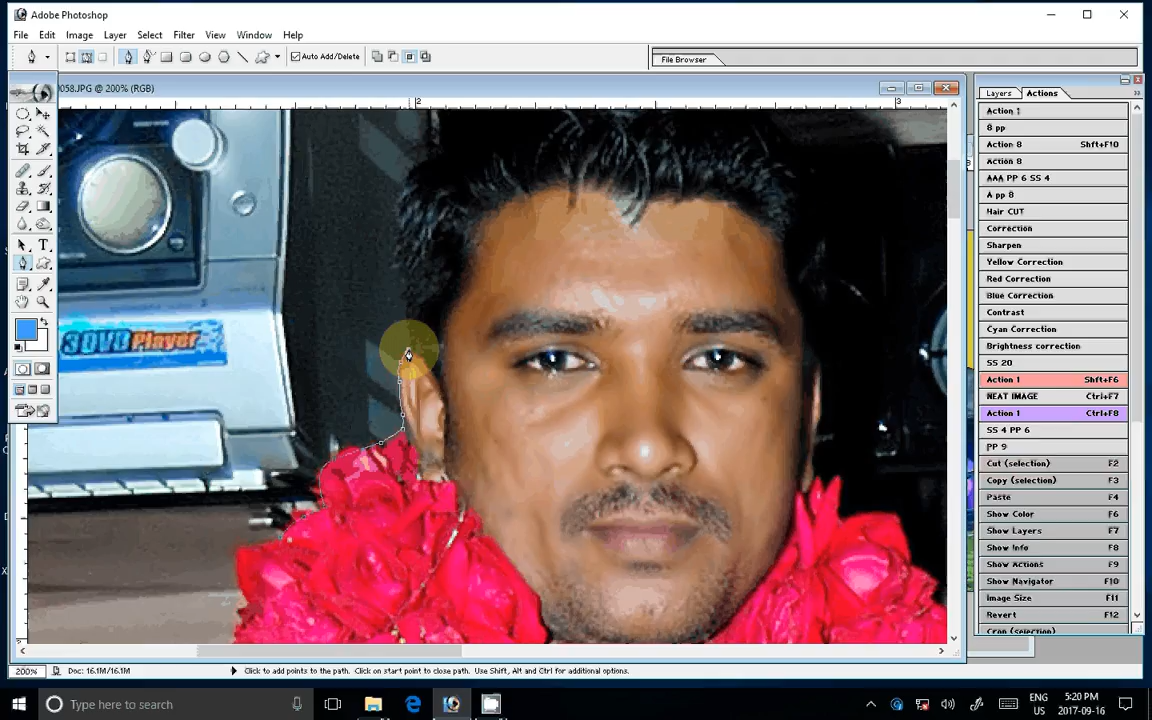 Adobe Photoshop
File Edit Image Layer Select Filter View Window Help
Auto Add/Delete
File Browser
058.JPG @ 200% (RGB)
2
3
3DVD Player
Layers Actions
Action 1
8 pp
Action 8 Shft+F10
Action 8
AAA PP 6 SS 4
A pp 8
Hair CUT
Correction
Sharpen
Yellow Correction
Red Correction
Blue Correction
Contrast
Cyan Correction
Brightness correction
SS 20
Action 1 Shft+F6
NEAT IMAGE Ctrl+F7
Action 1 Ctrl+F8
SS 4 PP 6
PP 9
Cut (selection) F2
Copy (selection) F3
Paste F4
Show Color F6
Show Layers F7
Show Info F8
Show Actions F9
Show Navigator F10
Image Size F11
Revert F12
Crop (selection)
200% Doc: 16.1M/16.1M Click to add points to the path. Click on start point to close path. Use Shift, Alt and Ctrl for additional options.
Type here to search
ENG
US
5:20 PM
2017-09-16